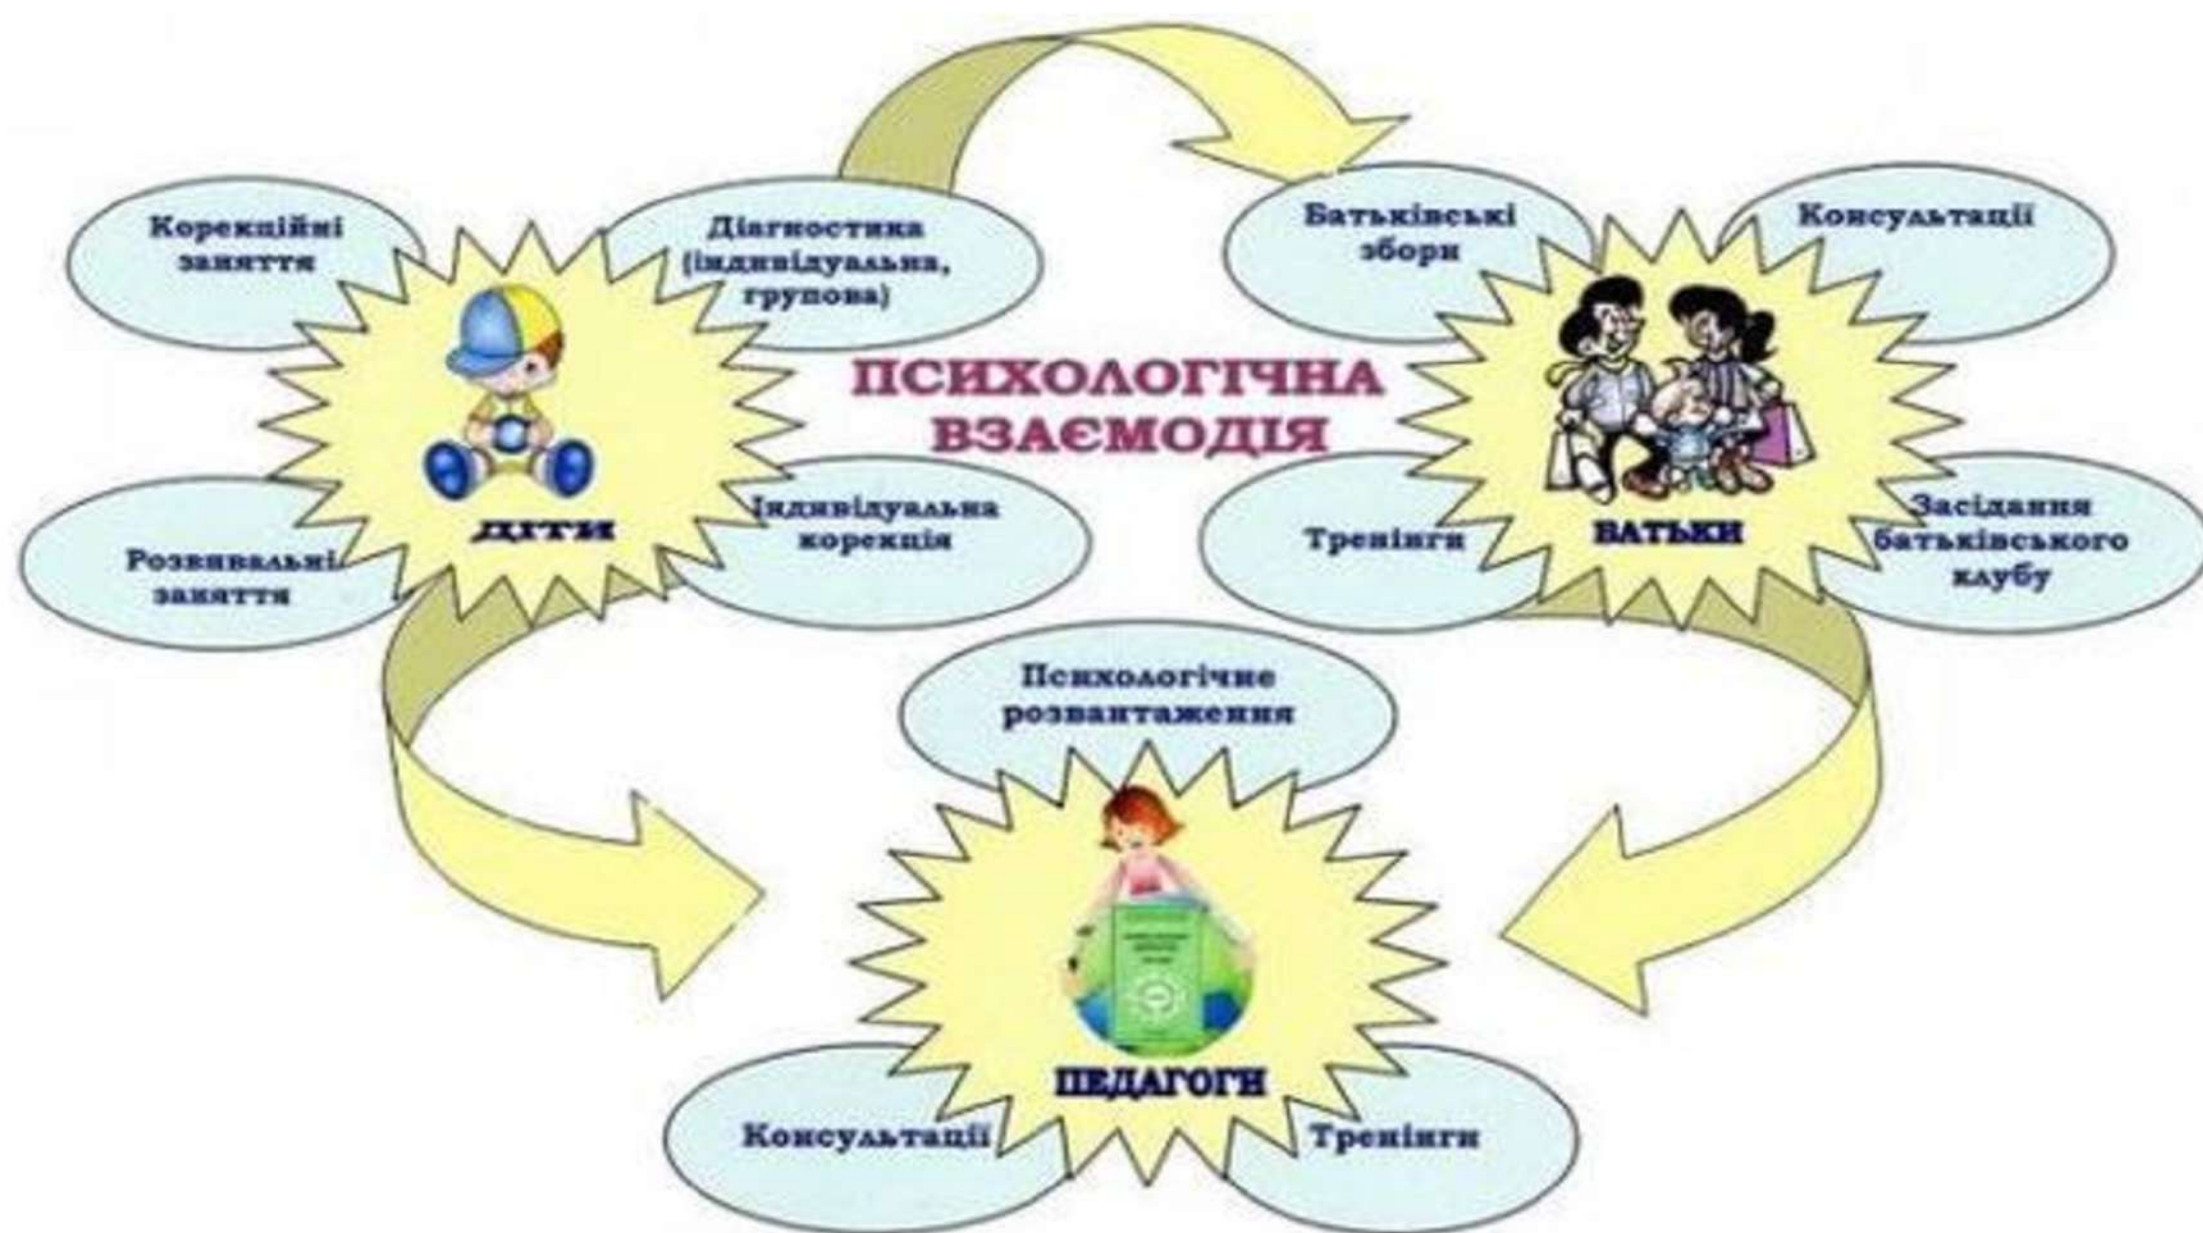 Корекційні
заняття
Діагностика
(індивідуальна,
групова)
Батьківські
збори
Консультації
ПСИХОЛОГІЧНА
ВЗАЄМОДІЯ
ДІТИ
Розвивальні
заняття
Індивідуальна
корекція
Тренінги
БАТЬКИ
Засідання
батьківського
клубу
Психологічне
розвантаження
ПЕДАГОГИ
Консультації
Тренінги